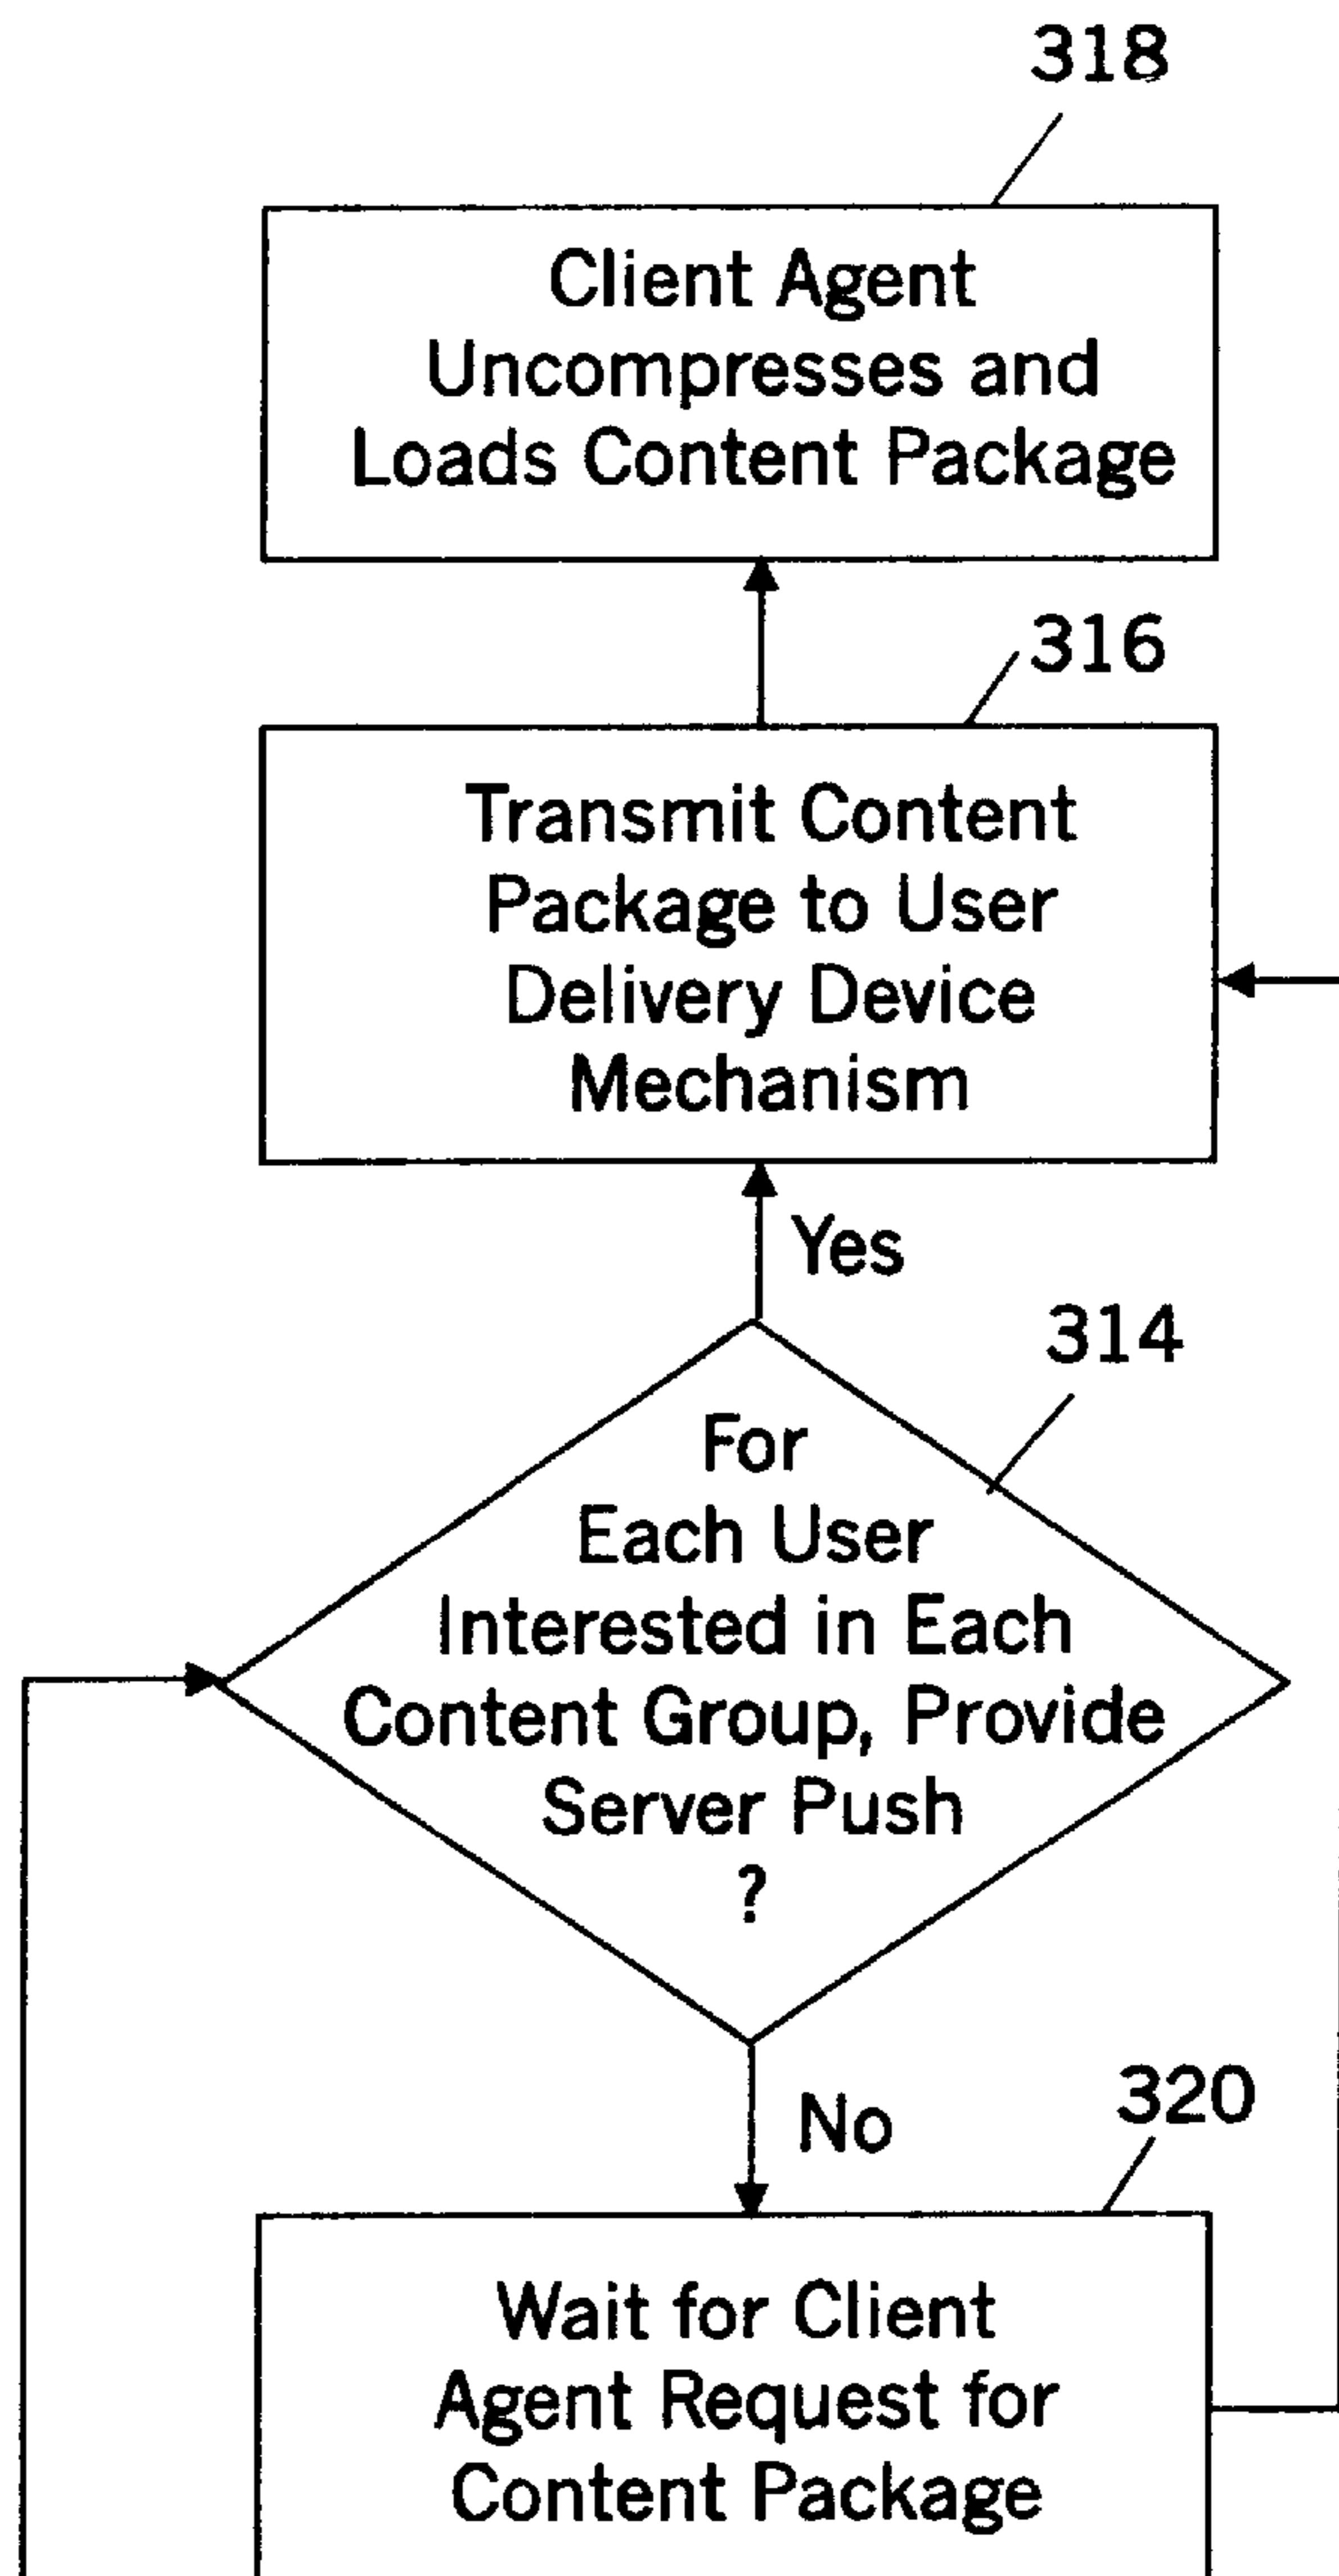 318
Client Agent
Uncompresses and
Loads Content Package
316
Transmit Content
Package to User
Delivery Device
Mechanism
Yes
314
For
Each User
Interested in Each
Content Group, Provide
Server Push
?
No
320
Wait for Client
Agent Request for
Content Package